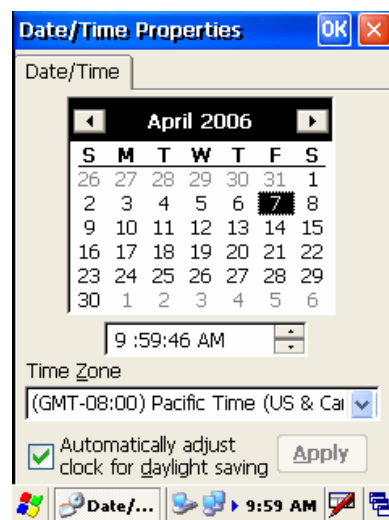 Date/Time Properties OK
Date/Time
April 2006
S M T W T F S
26 27 28 29 30 31 1
2 3 4 5 6 7 8
9 10 11 12 13 14 15
16 17 18 19 20 21 22
23 24 25 26 27 28 29
30 1 2 3 4 5 6
9 :59:46 AM
Time Zone
(GMT-08:00) Pacific Time (US & Car
Automatically adjust
clock for daylight saving
Apply
Date/... 9:59 AM